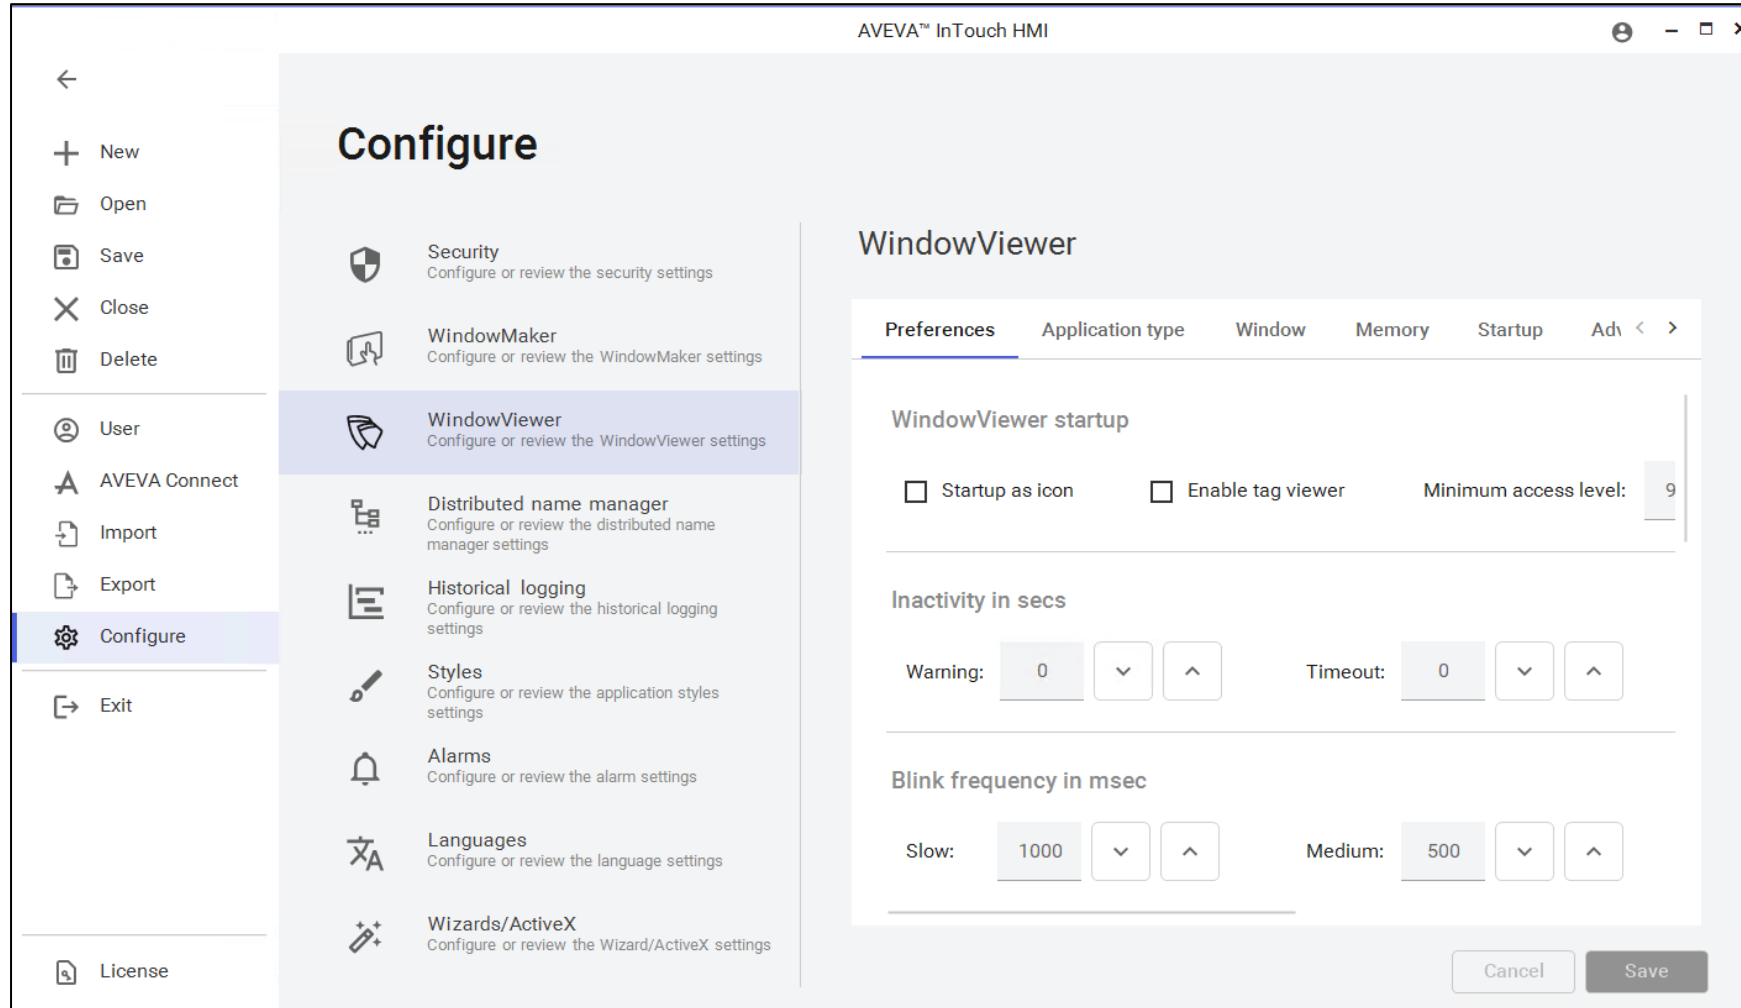 AVEVA™ InTouch HMI
New
Open
Save
Close
Delete
User
AVEVA Connect
Import
Export
Configure
Exit
License
Configure
Security
Configure or review the security settings
WindowMaker
Configure or review the WindowMaker settings
WindowViewer
Configure or review the WindowViewer settings
Distributed name manager
Configure or review the distributed name
manager settings
Historical logging
Configure or review the historical logging
settings
Styles
Configure or review the application styles
settings
Alarms
Configure or review the alarm settings
Languages
Configure or review the language settings
Wizards/ActiveX
Configure or review the Wizard/ActiveX settings
WindowViewer
Preferences Application type Window Memory Startup
WindowViewer startup
Startup as icon Enable tag viewer Minimum access level: 9
Inactivity in secs
Warning: 0 Timeout: 0
Blink frequency in msec
Slow: 1000 Medium: 500
Cancel Save